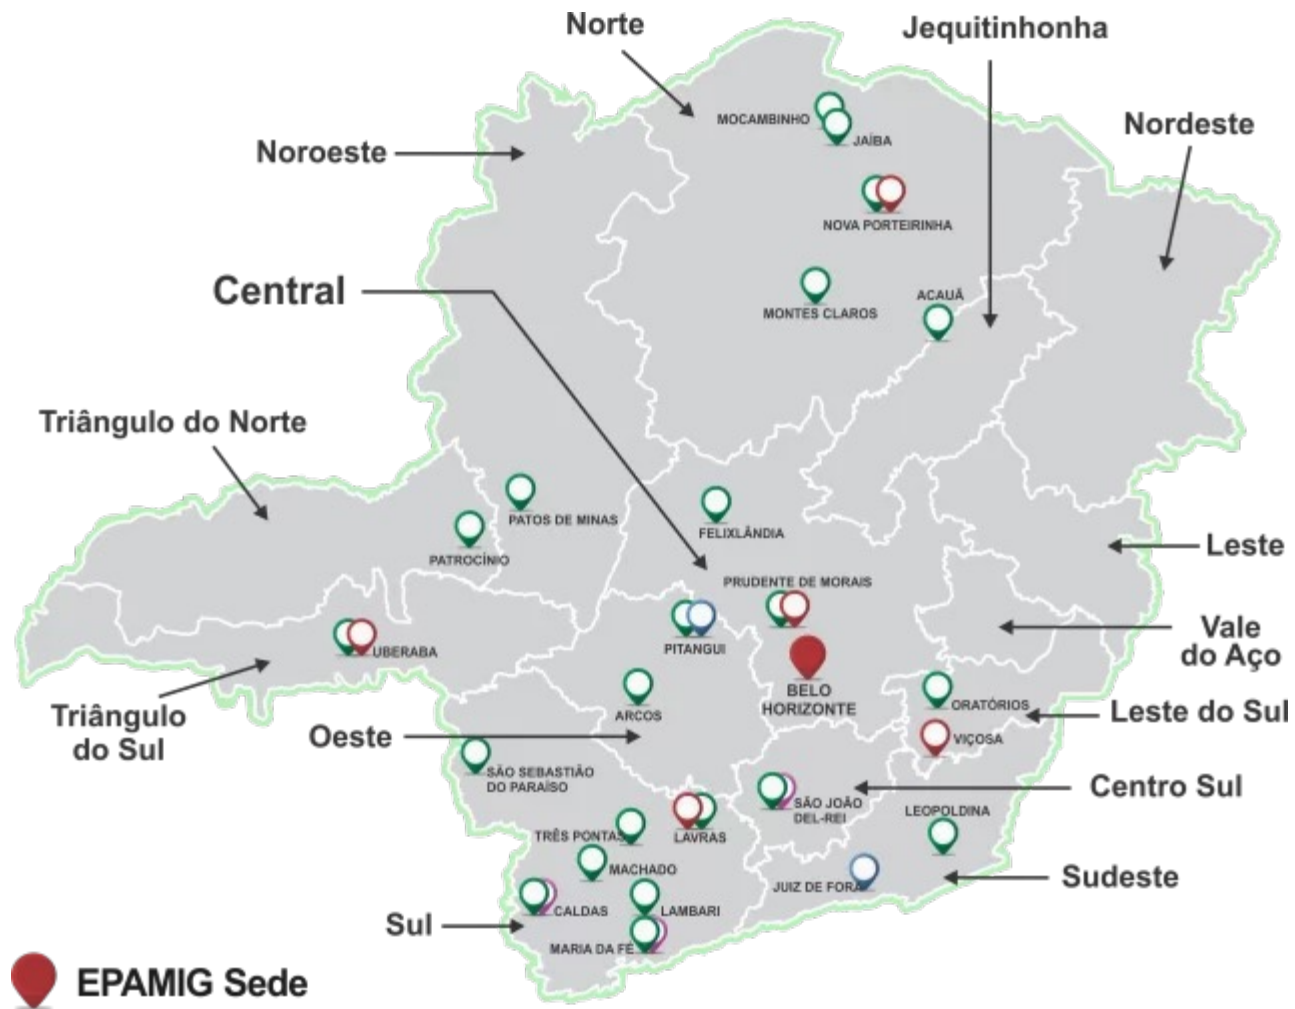 Norte
Jequitinhonha
Nordeste
Noroeste
MOCAMBINHO
JAÍBA
NOVA PORTEIRINHA
Central
MONTES CLAROS
ACAUÃ
Triângulo do Norte
PATOS DE MINAS
PATROCÍNIO
FELIXLÂNDIA
Leste
PRUDENTE DE MORAIS
UBERABA
PITANGUI
Vale
do Aço
BELO
HORIZONTE
Triângulo
do Sul
ARCOS
ORATÓRIOS
Leste do Sul
Oeste
VIÇOSA
SÃO SEBASTIÃO
DO PARAÍSO
Centro Sul
SÃO JOÃO
DEL-REI
LEOPOLDINA
TRÊS PONTAS
LAVRAS
MACHADO
JUIZ DE FORA
Sudeste
CALDAS
LAMBARI
Sul
MARIA DA FÉ
EPAMIG Sede